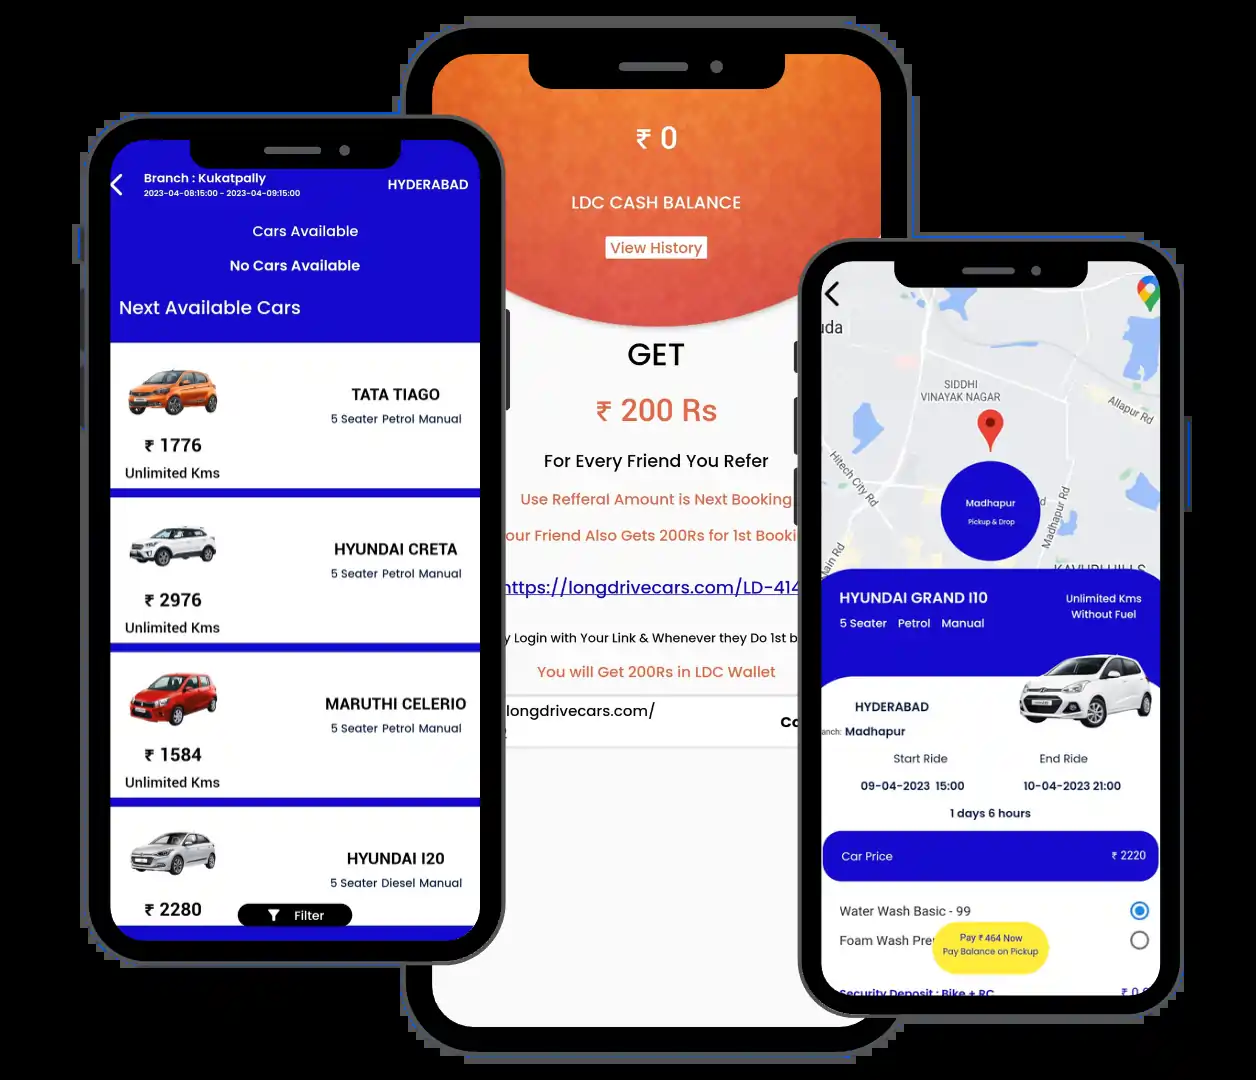 Branch : Kukatpally
2023-04-08:15:00 - 2023-04-09:15:00
HYDERABAD
Cars Available
No Cars Available
Next Available Cars
TATA TIAGO
5 Seater Petrol Manual
₹ 1776
Unlimited Kms
HYUNDAI CRETA
5 Seater Petrol Manual
₹ 2976
Unlimited Kms
MARUTHI CELERIO
5 Seater Petrol Manual
₹ 1584
Unlimited Kms
HYUNDAI I20
5 Seater Diesel Manual
₹ 2280
Filter
₹ 0
LDC CASH BALANCE
View History
GET
₹ 200 Rs
For Every Friend You Refer
Use Refferal Amount is Next Booking
our Friend Also Gets 200Rs for 1st Booki
https://longdrivecars.com/LD-414
y Login with Your Link & Whenever they Do 1st b
You will Get 200Rs in LDC Wallet
longdrivecars.com/
uda
SIDDHI
VINAYAK NAGAR
Allapur Rd
Hitech City Rd
Madhapur
Pickup & Drop
d
Madhapur Rd
Main Rd
KAVURI HILLS
HYUNDAI GRAND I10
5 Seater Petrol Manual
Unlimited Kms
Without Fuel
HYDERABAD
anch: Madhapur
Start Ride
End Ride
09-04-2023 15:00
10-04-2023 21:00
1 days 6 hours
Car Price
₹ 2220
Water Wash Basic - 99
Foam Wash Pre
Pay ₹ 464 Now
Pay Balance on Pickup
Security Deposit : Bike + RC